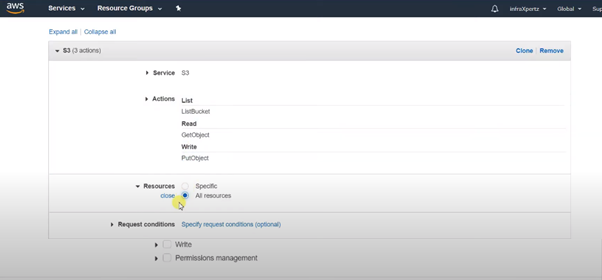 aws
Services
Resource Groups
infraXpertz
Global
Sup
Expand all
Collapse all
S3 (3 actions)
Clone
Remove
Service
S3
Actions
List
ListBucket
Read
GetObject
Write
PutObject
Resources
Specific
close
All resources
Request conditions
Specify request conditions (optional)
Write
Permissions management